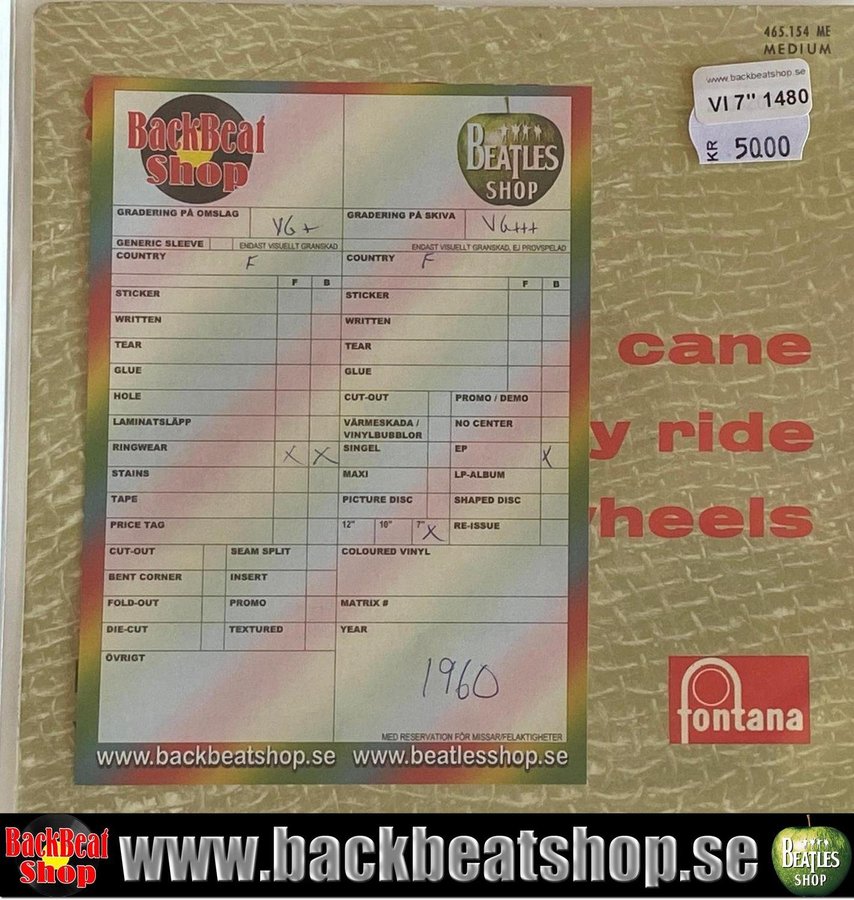 465.154 ME
MEDIUM
www.backbeatshop.se
VI 7" 1480
KR 50.00
BackBeat
Shop
BEATLES
SHOP
GRADERING PÅ OMSLAG VG+ GRADERING PÅ SKIVA VG+++
GENERIC SLEEVE ENDAST VISUELLT GRANSKAD ENDAST VISUELLT GRANSKAD, EJ PROVSPELAD
COUNTRY F COUNTRY F
F B F B
STICKER STICKER
WRITTEN WRITTEN
TEAR TEAR
GLUE GLUE
HOLE CUT-OUT PROMO / DEMO
LAMINATSLÄPP VÄRMESKADA / VINYLBUBBLOR NO CENTER
RINGWEAR X X SINGEL EP X
STAINS MAXI LP-ALBUM
TAPE PICTURE DISC SHAPED DISC
PRICE TAG 12" 10" 7" X RE-ISSUE
CUT-OUT SEAM SPLIT COLOURED VINYL
BENT CORNER INSERT
FOLD-OUT PROMO MATRIX #
DIE-CUT TEXTURED YEAR
ÖVRIGT
1960
MED RESERVATION FÖR MISSAR/FELAKTIGHETER
www.backbeatshop.se www.beatlesshop.se
cane
y ride
heels
fontana
BackBeat
Shop
www.backbeatshop.se
BEATLES
SHOP